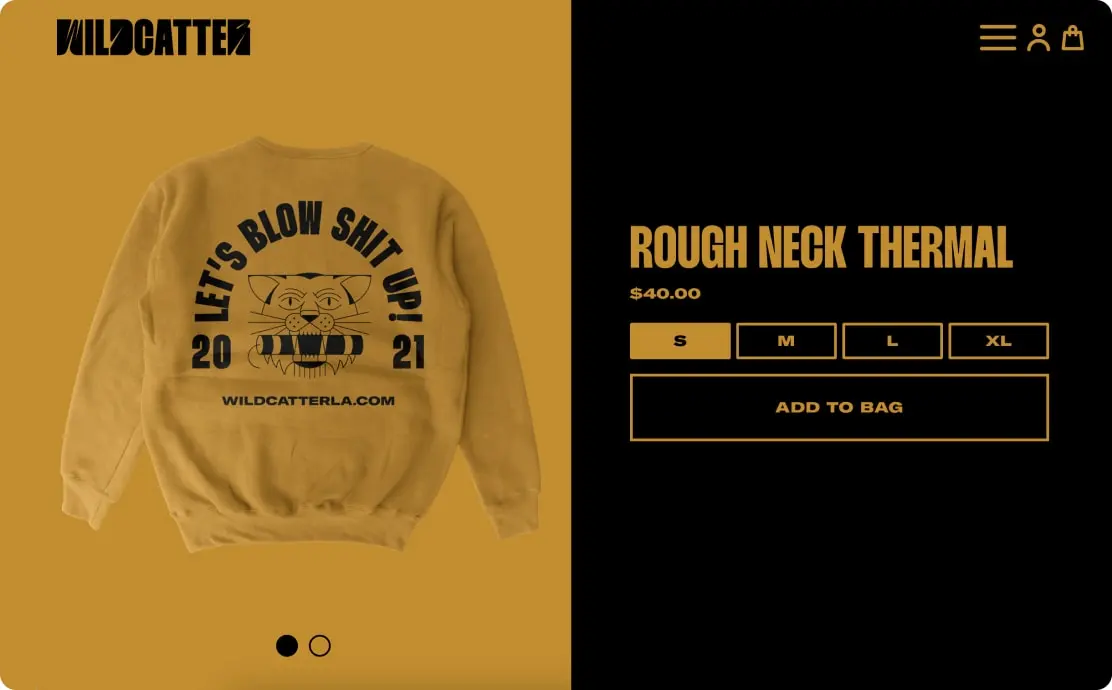 WILDCATTER
LET'S BLOW SHIT UP!
20 21
WILDCATTERLA.COM
ROUGH NECK THERMAL
$40.00
S M L XL
ADD TO BAG